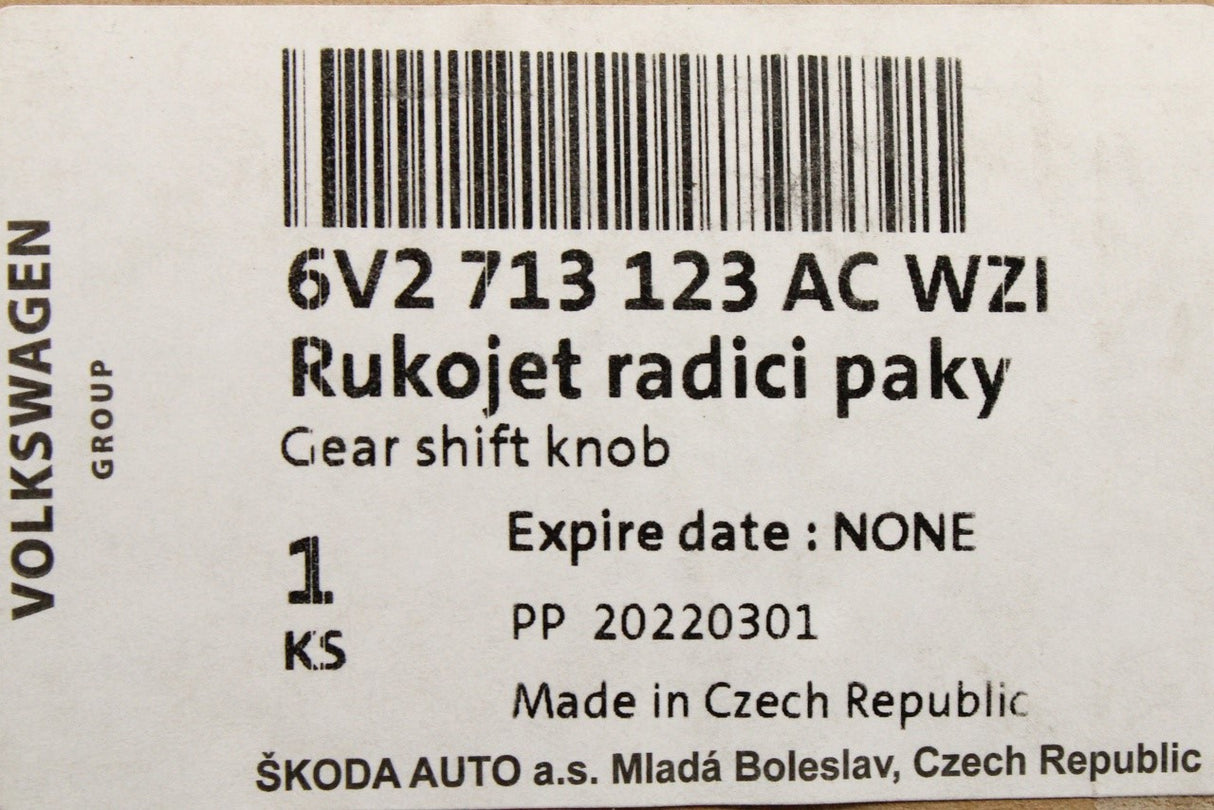 VOLKSWAGEN
GROUP
6V2 713 123 AC WZI
Rukojet radici paky
Gear shift knob
1
KS
Expire date : NONE
PP 20220301
Made in Czech Republic
ŠKODA AUTO a.s. Mladá Boleslav, Czech Republic